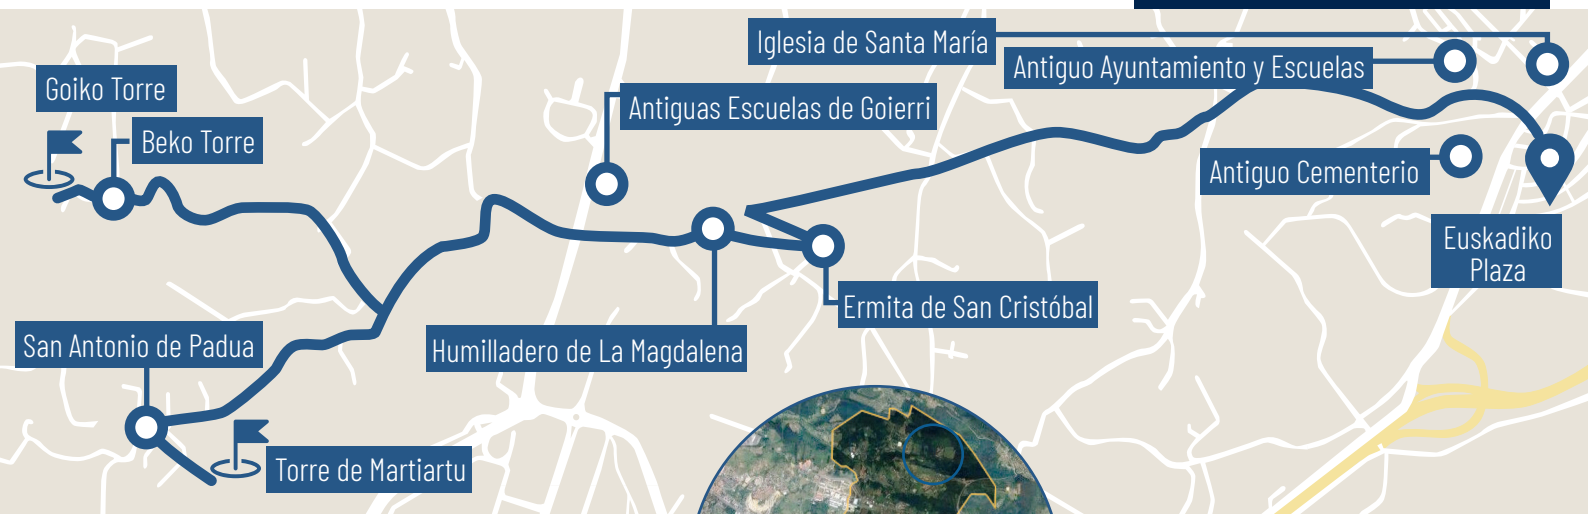 Iglesia de Santa María
Antiguo Ayuntamiento y Escuelas
Goiko Torre
Antiguas Escuelas de Goierri
Beko Torre
Antiguo Cementerio
Euskadiko
Plaza
Ermita de San Cristóbal
San Antonio de Padua
Humilladero de La Magdalena
Torre de Martiartu